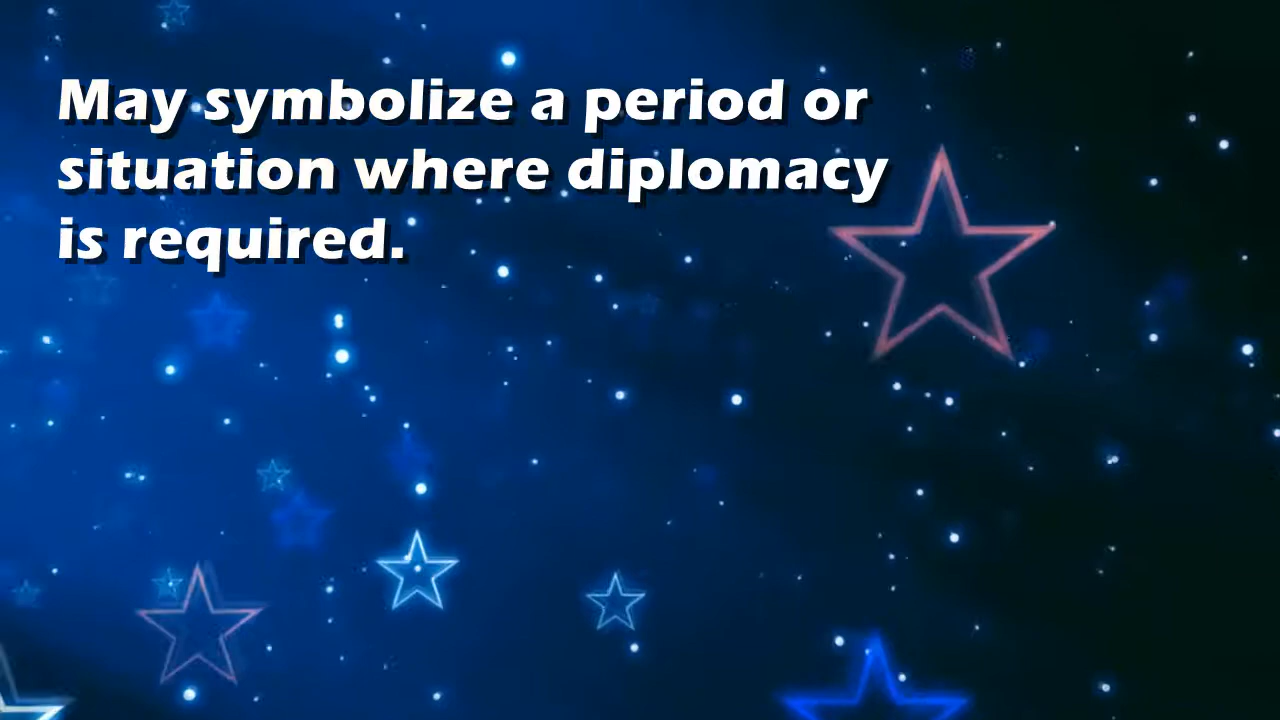 May symbolize a period or
situation where diplomacy
is required.